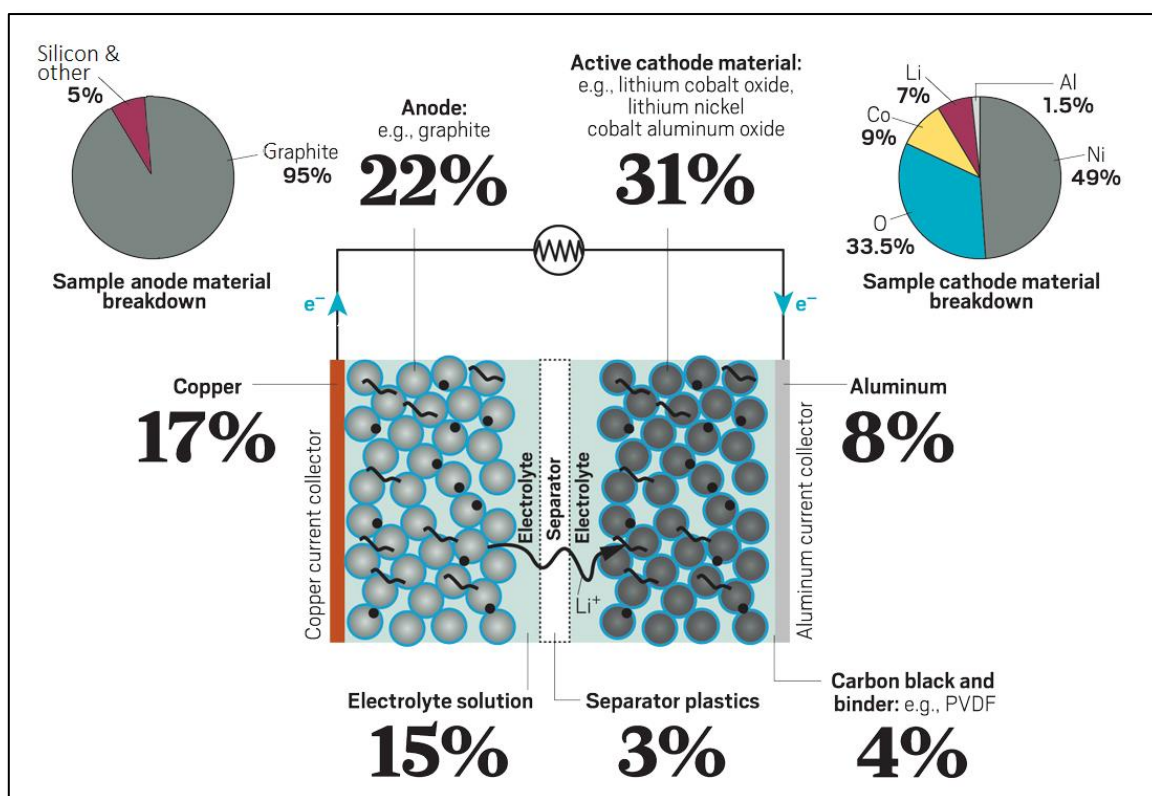 Silicon &
other
5%
Graphite
95%
Sample anode material
breakdown
Anode:
e.g., graphite
22%
Active cathode material:
e.g., lithium cobalt oxide,
lithium nickel
cobalt aluminum oxide
31%
Li
7%
Al
1.5%
Co
9%
Ni
49%
O
33.5%
Sample cathode material
breakdown
e−
e−
Copper
17%
Copper current collector
Electrolyte
Separator
Electrolyte
Li+
Aluminum current collector
Aluminum
8%
Electrolyte solution
15%
Separator plastics
3%
Carbon black and
binder: e.g., PVDF
4%